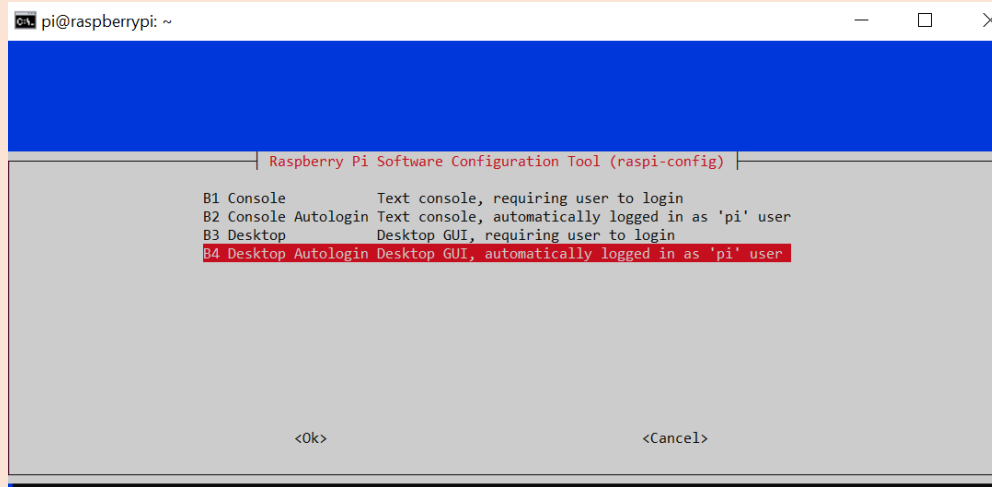 pi@raspberrypi: ~
Raspberry Pi Software Configuration Tool (raspi-config)
B1 Console Text console, requiring user to login
B2 Console Autologin Text console, automatically logged in as 'pi' user
B3 Desktop Desktop GUI, requiring user to login
B4 Desktop Autologin Desktop GUI, automatically logged in as 'pi' user
<Ok> <Cancel>